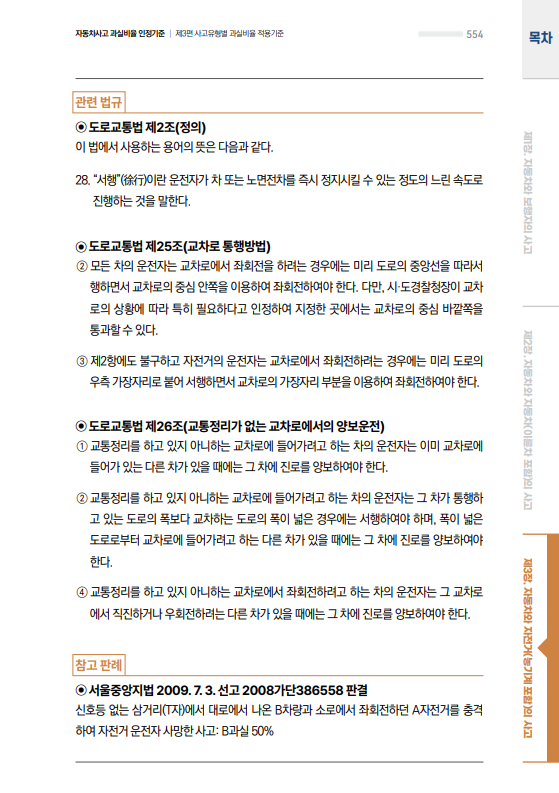 자동차사고 과실비율 인정기준 | 제3편 사고유형별 과실비율 적용기준
554
목차
관련 법규
◉ 도로교통법 제2조(정의)
이 법에서 사용하는 용어의 뜻은 다음과 같다.
28. “서행”(徐行)이란 운전자가 차 또는 노면전차를 즉시 정지시킬 수 있는 정도의 느린 속도로
진행하는 것을 말한다.
◉ 도로교통법 제25조(교차로 통행방법)
② 모든 차의 운전자는 교차로에서 좌회전을 하려는 경우에는 미리 도로의 중앙선을 따라서
행하면서 교차로의 중심 안쪽을 이용하여 좌회전하여야 한다. 다만, 시·도경찰청장이 교차
로의 상황에 따라 특히 필요하다고 인정하여 지정한 곳에서는 교차로의 중심 바깥쪽을
통과할 수 있다.
③ 제2항에도 불구하고 자전거의 운전자는 교차로에서 좌회전하려는 경우에는 미리 도로의
우측 가장자리로 붙어 서행하면서 교차로의 가장자리 부분을 이용하여 좌회전하여야 한다.
◉ 도로교통법 제26조(교통정리가 없는 교차로에서의 양보운전)
① 교통정리를 하고 있지 아니하는 교차로에 들어가려고 하는 차의 운전자는 이미 교차로에
들어가 있는 다른 차가 있을 때에는 그 차에 진로를 양보하여야 한다.
② 교통정리를 하고 있지 아니하는 교차로에 들어가려고 하는 차의 운전자는 그 차가 통행하
고 있는 도로의 폭보다 교차하는 도로의 폭이 넓은 경우에는 서행하여야 하며, 폭이 넓은
도로로부터 교차로에 들어가려고 하는 다른 차가 있을 때에는 그 차에 진로를 양보하여야
한다.
④ 교통정리를 하고 있지 아니하는 교차로에서 좌회전하려고 하는 차의 운전자는 그 교차로
에서 직진하거나 우회전하려는 다른 차가 있을 때에는 그 차에 진로를 양보하여야 한다.
참고 판례
◉ 서울중앙지법 2009. 7. 3. 선고 2008가단386558 판결
신호등 없는 삼거리(T자)에서 대로에서 나온 B차량과 소로에서 좌회전하던 A자전거를 충격
하여 자전거 운전자 사망한 사고: B과실 50%
제1장. 자동차와 보행자의 사고
제2장. 자동차와 자동차(이륜차 포함)의 사고
제3장. 자동차와 자전거(농기계 포함)의 사고